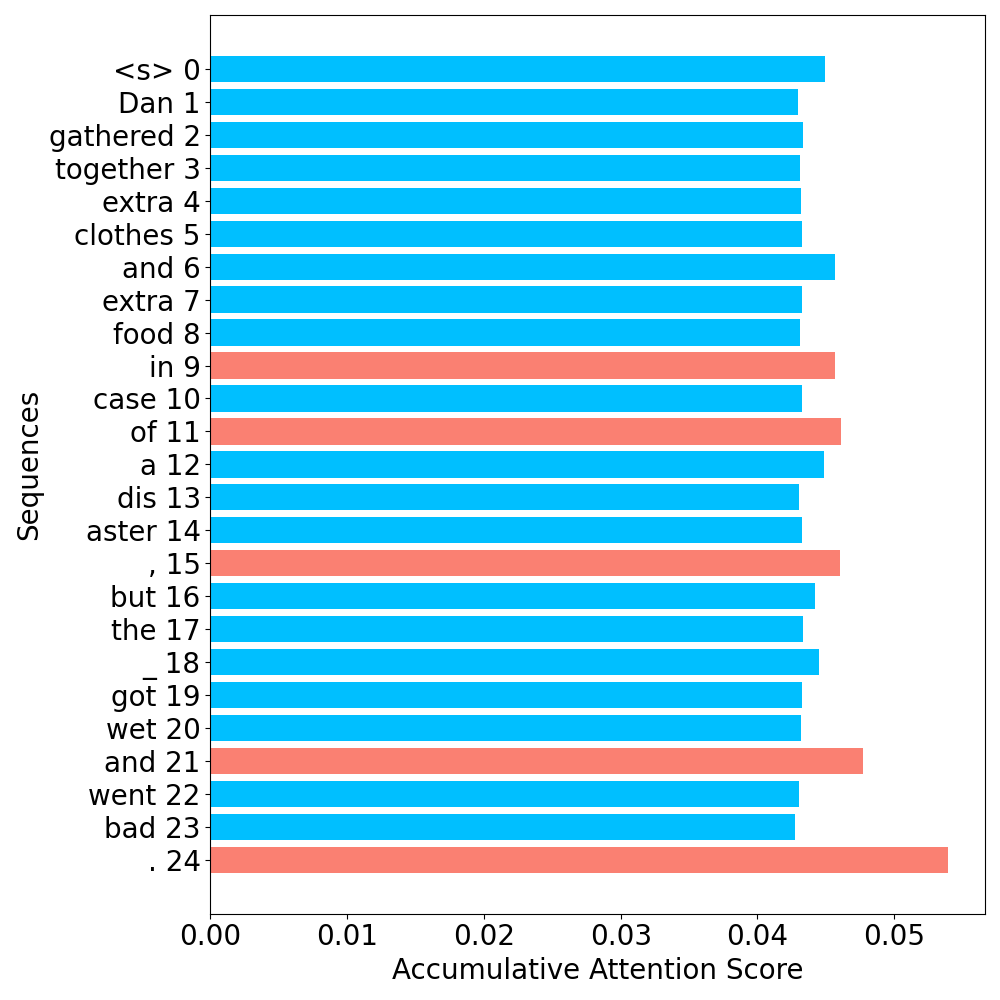 <s> 0
Dan 1
gathered 2
together 3
extra 4
clothes 5
and 6
extra 7
food 8
in 9
case 10
of 11
a 12
dis 13
aster 14
, 15
but 16
the 17
_ 18
got 19
wet 20
and 21
went 22
bad 23
. 24
Sequences
0.00 0.01 0.02 0.03 0.04 0.05
Accumulative Attention Score